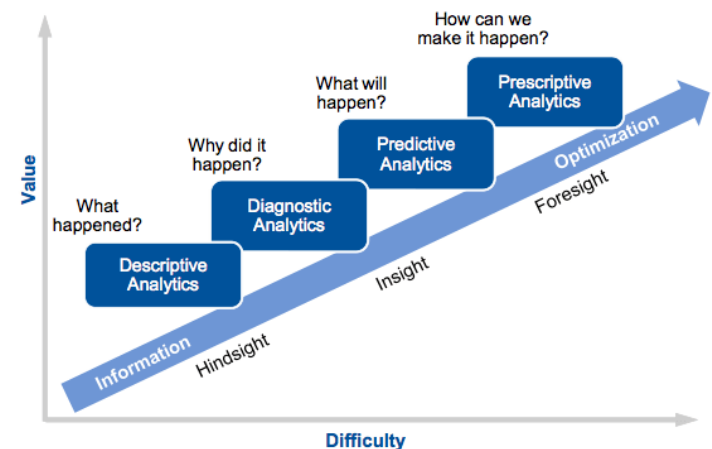 How can we
make it happen?
Prescriptive
Analytics
What will
happen?
Predictive
Analytics
Optimization
Why did it
happen?
Diagnostic
Analytics
Foresight
What
happened?
Descriptive
Analytics
Insight
Information
Hindsight
Value
Difficulty